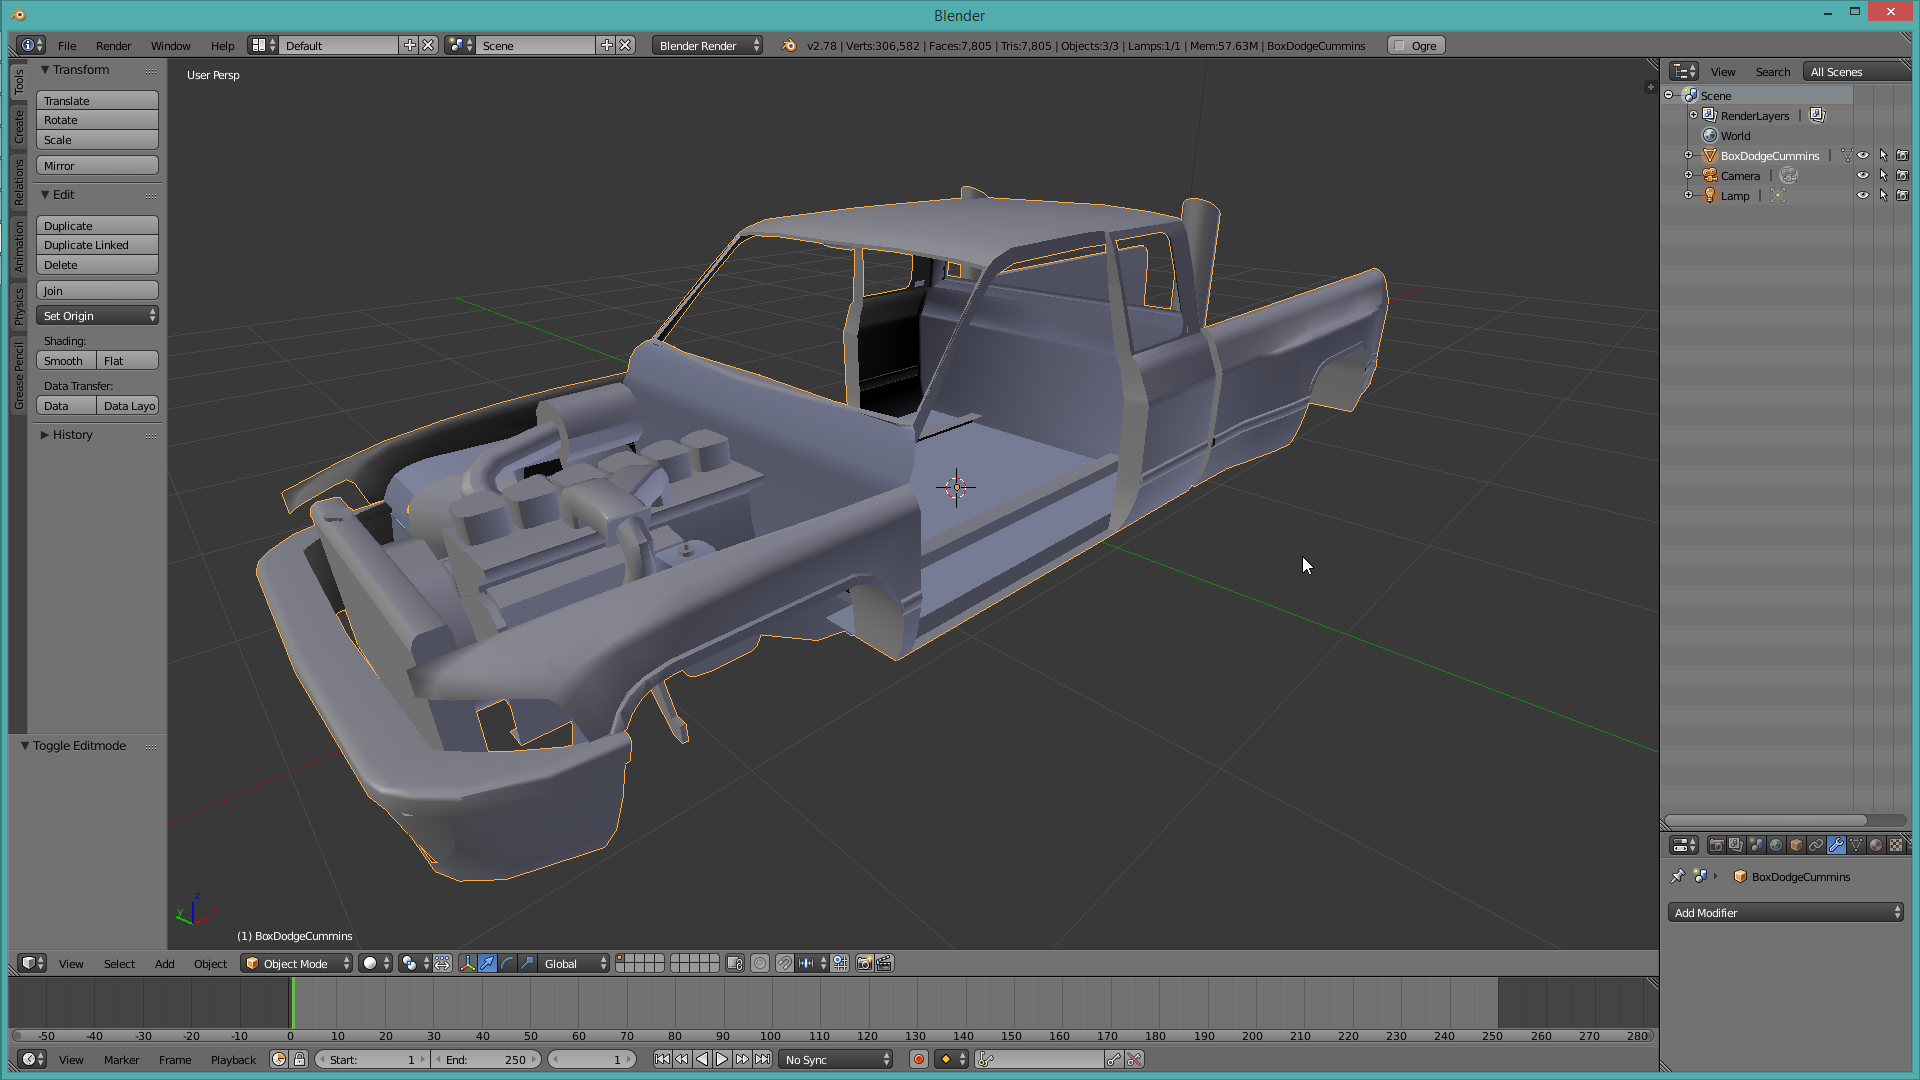 Blender
File Render Window Help Default Scene Blender Render v2.78 | Verts:306,582 | Faces:7,805 | Tris:7,805 | Objects:3/3 | Lamps:1/1 | Mem:57.63M | BoxDodgeCummins Ogre
Tools
Create
Relations
Animation
Physics
Grease Pencil
Transform
Translate
Rotate
Scale
Mirror
Edit
Duplicate
Duplicate Linked
Delete
Join
Set Origin
Shading:
Smooth Flat
Data Transfer:
Data Data Layo
History
Toggle Editmode
User Persp
z
y
x
(1) BoxDodgeCummins
View Search All Scenes
Scene
RenderLayers |
World
BoxDodgeCummins |
Camera |
Lamp |
BoxDodgeCummins
Add Modifier
View Select Add Object Object Mode Global
-50 -40 -30 -20 -10 0 10 20 30 40 50 60 70 80 90 100 110 120 130 140 150 160 170 180 190 200 210 220 230 240 250 260 270 280
View Marker Frame Playback Start: 1 End: 250 1 No Sync